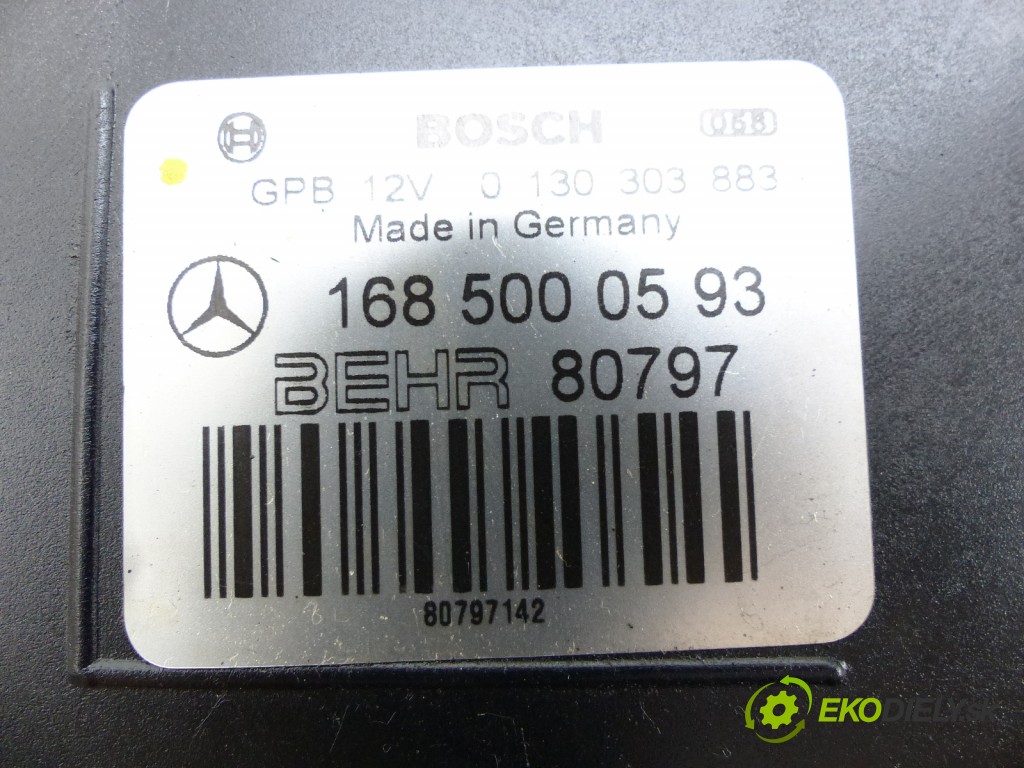 BOSCH 068
GPB 12V 0 130 303 883
Made in Germany
168 500 05 93
BEHR 80797
80797142
EKODIELY.SK